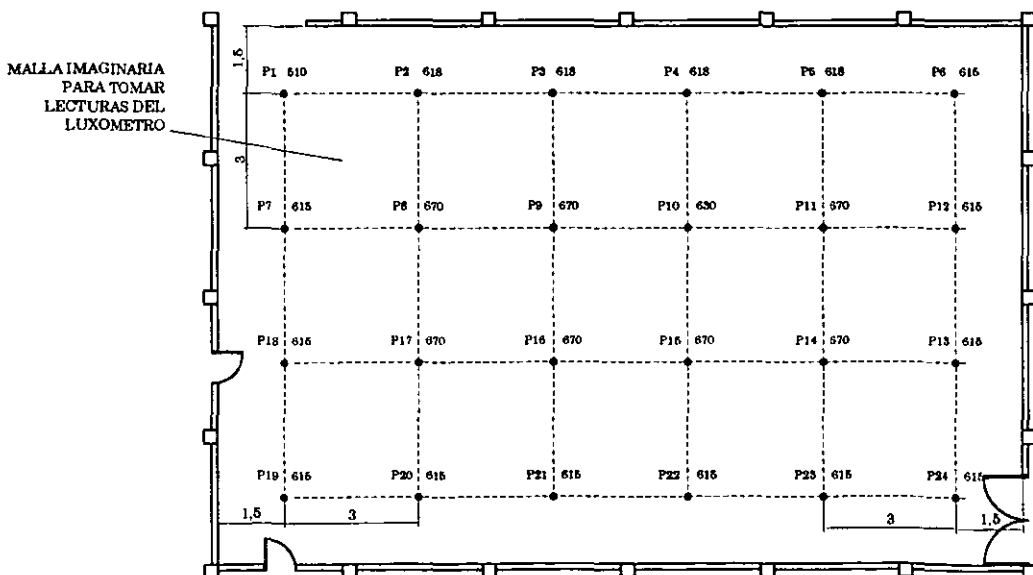 MALLA IMAGINARIA
PARA TOMAR
LECTURAS DEL
LUXOMETRO
1,5
P1 510 P2 618 P3 618 P4 618 P5 618 P6 615
3
P7 615 P8 670 P9 670 P10 630 P11 670 P12 615
P18 615 P17 670 P16 670 P15 670 P14 670 P13 615
P19 615 P20 615 P21 615 P22 615 P23 615 P24 615
1,5 3 3 1,5